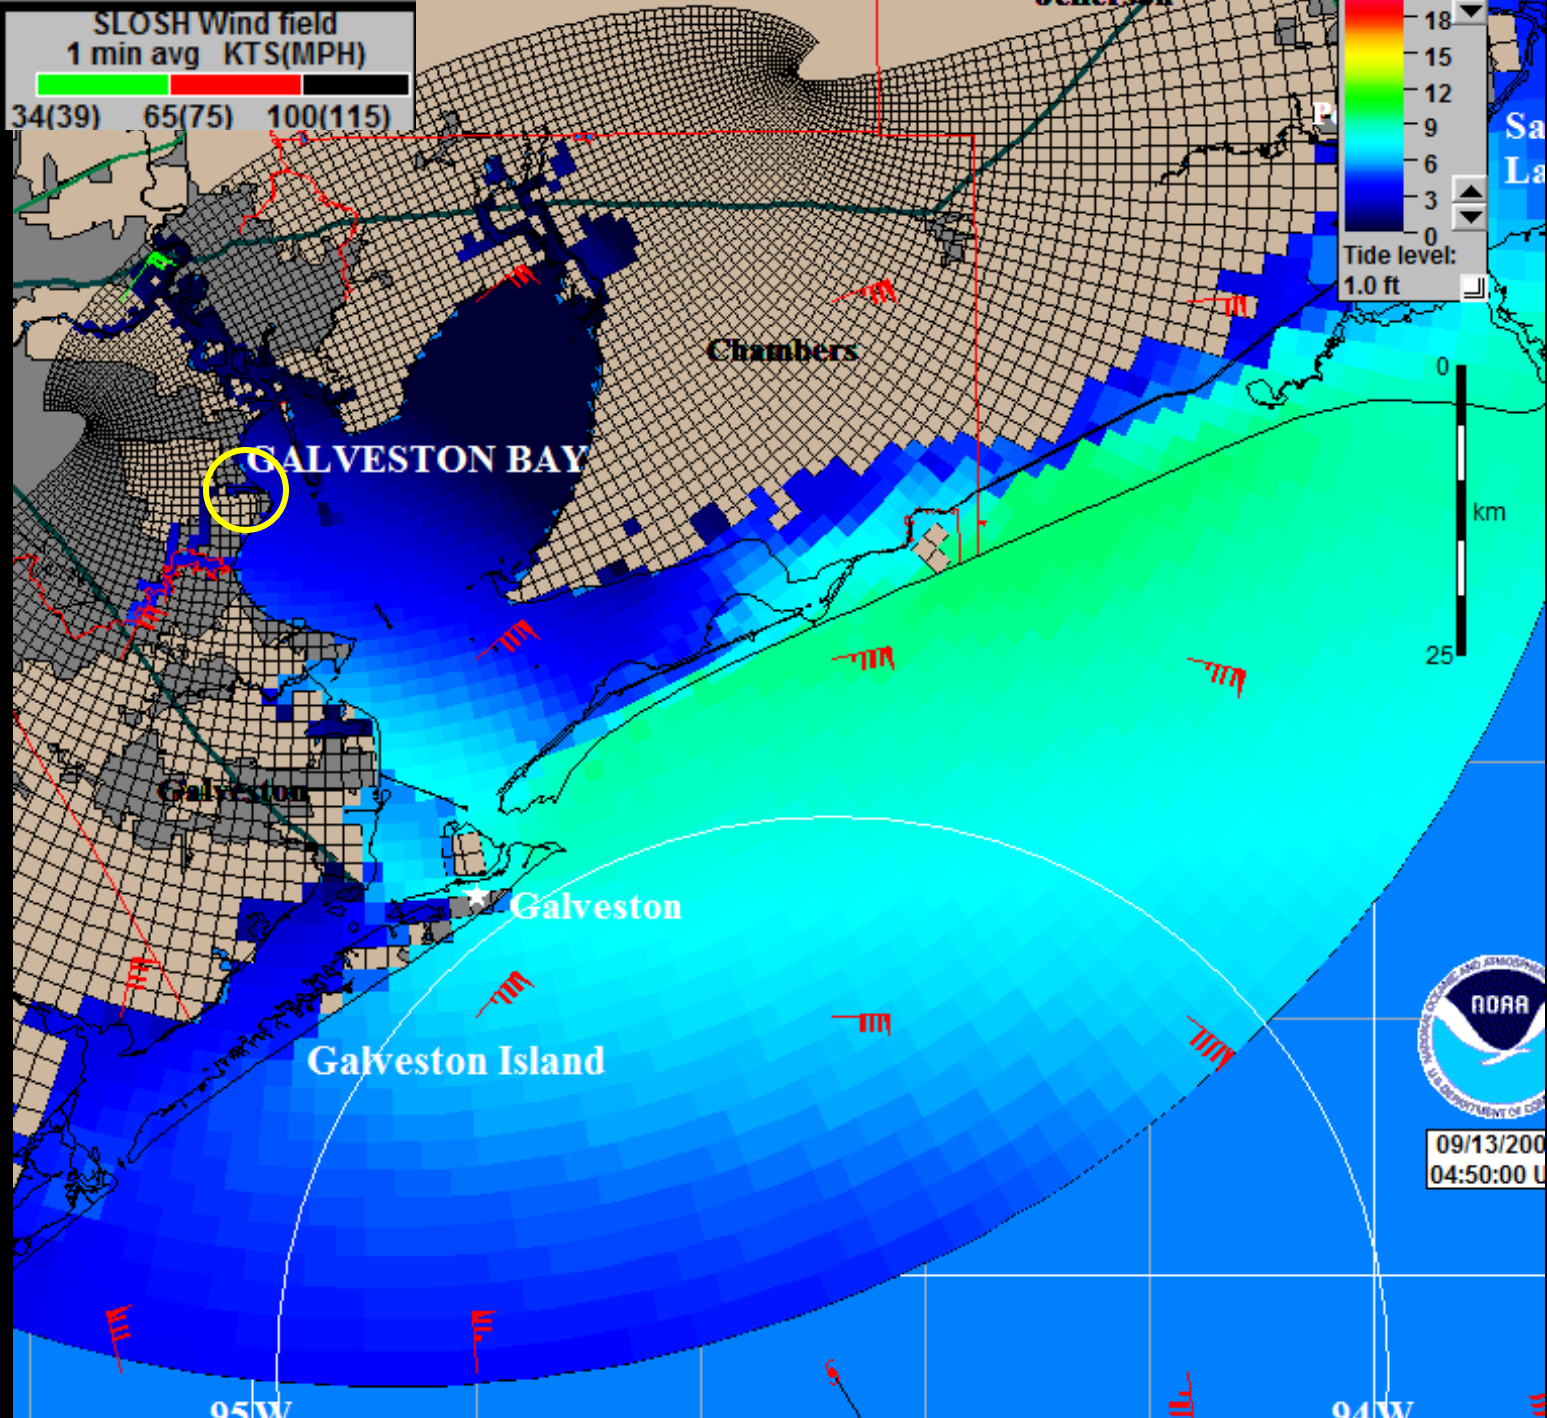 SLOSH Wind field
1 min avg KTS(MPH)
34(39) 65(75) 100(115)
Jefferson
18
15
12
9
6
3
0
Tide level:
1.0 ft
Sa
La
P
Chambers
0
GALVESTON BAY
km
25
Galveston
Galveston
NOAA
Galveston Island
09/13/200
04:50:00 U
95W
94W